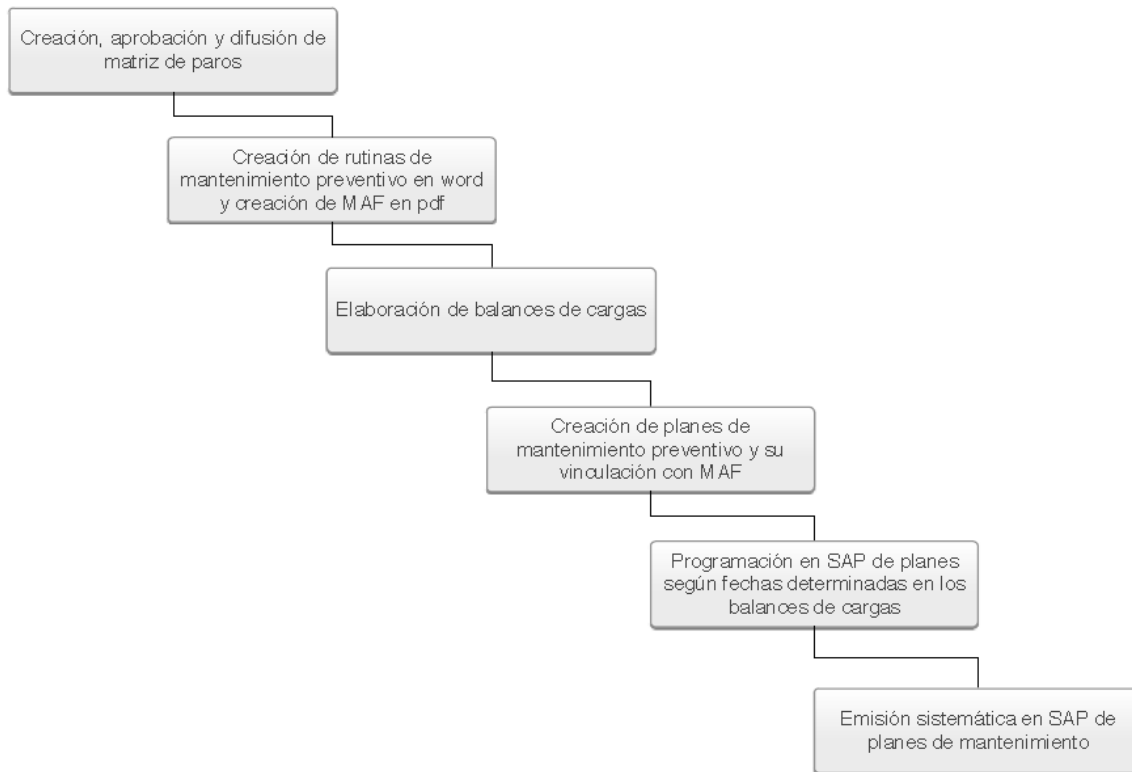 Creación, aprobación y difusión de
matriz de paros
Creación de rutinas de
mantenimiento preventivo en word
y creación de MAF en pdf
Elaboración de balances de cargas
Creación de planes de
mantenimiento preventivo y su
vinculación con MAF
Programación en SAP de planes
según fechas determinadas en los
balances de cargas
Emisión sistemática en SAP de
planes de mantenimiento